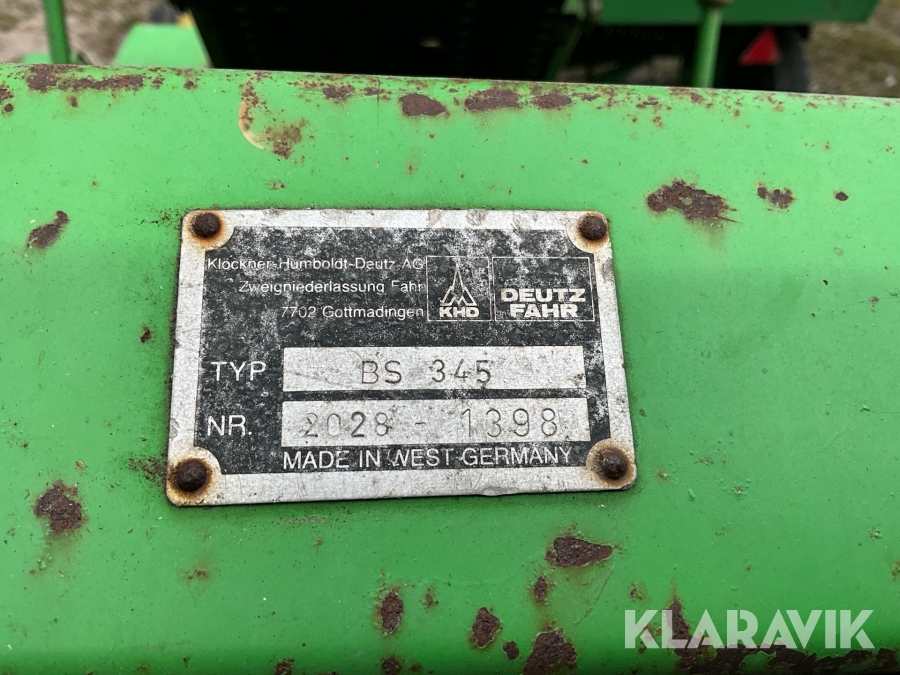 Klöckner-Humboldt-Deutz AG
Zweigniederlassung Fahr
7702 Gottmadingen
KHD
DEUTZ
FAHR
TYP BS 345
NR. 2028 - 1398
MADE IN WEST GERMANY
KLARAVIK